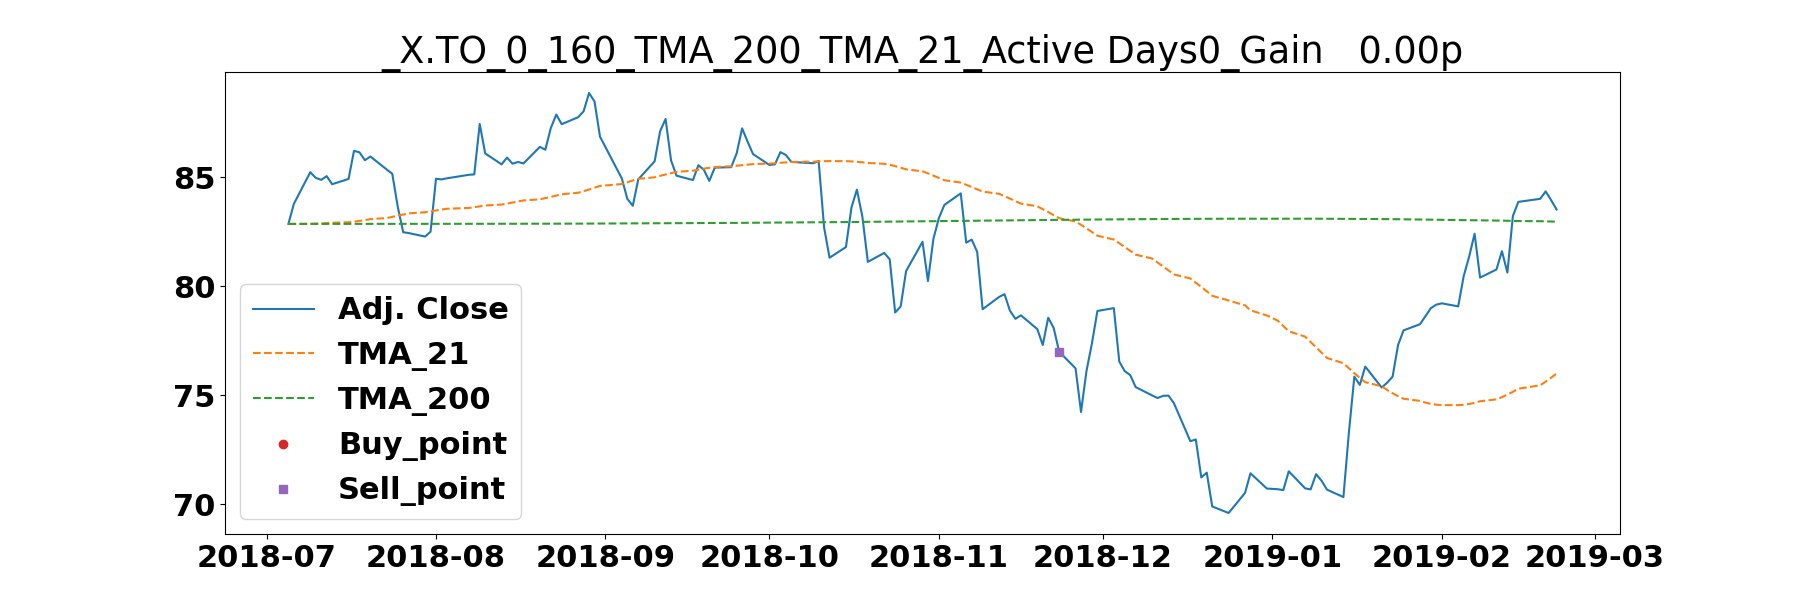 _X.TO_0_160_TMA_200_TMA_21_Active Days0_Gain   0.00p
85
80
75
70
Adj. Close
TMA_21
TMA_200
Buy_point
Sell_point
2018-07 2018-08 2018-09 2018-10 2018-11 2018-12 2019-01 2019-02 2019-03